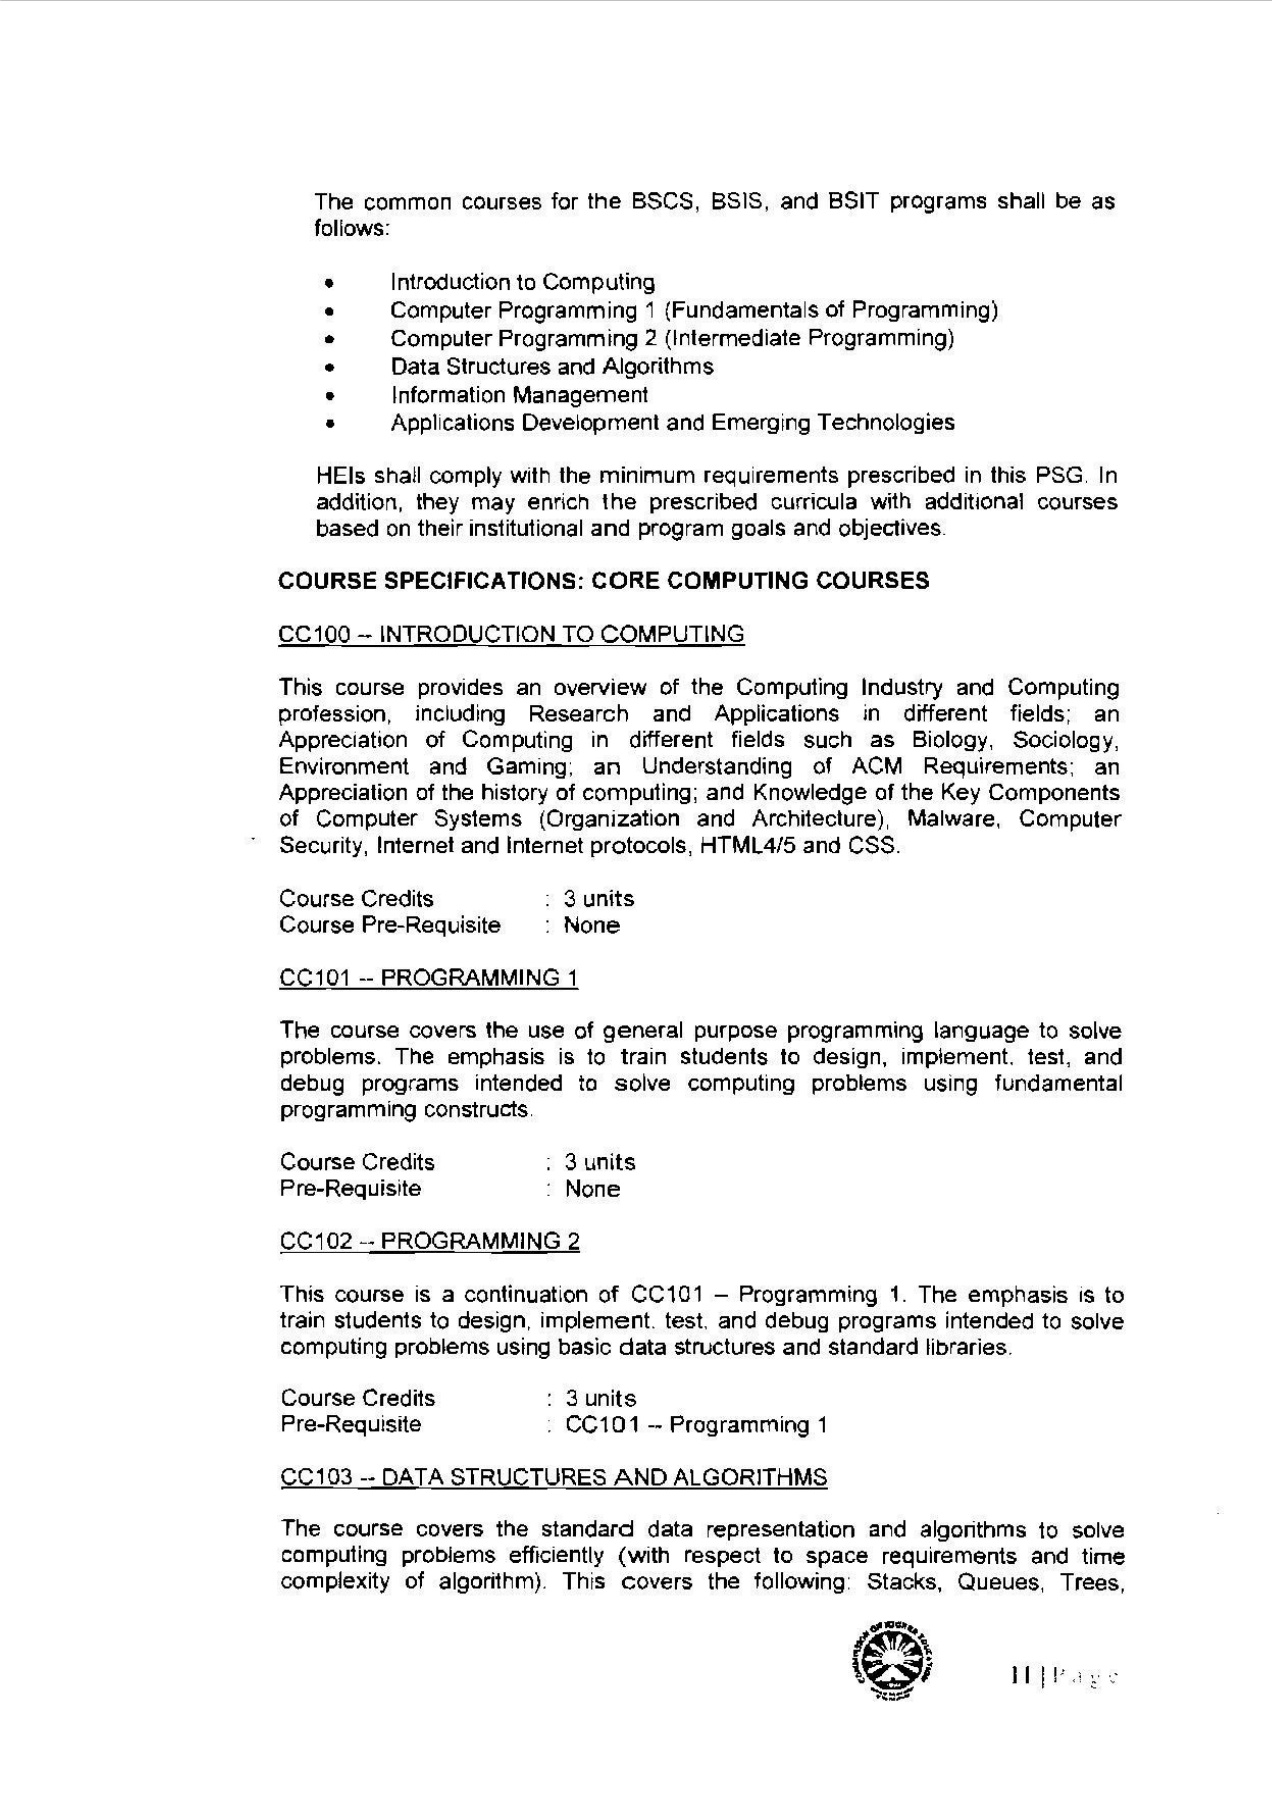 The common courses for the BSCS, BSIS, and BSIT programs shall be as
follows:
• Introduction to Computing
• Computer Programming 1 (Fundamentals of Programming)
• Computer Programming 2 (Intermediate Programming)
• Data Structures and Algorithms
• Information Management
• Applications Development and Emerging Technologies
HEIs shall comply with the minimum requirements prescribed in this PSG. In
addition, they may enrich the prescribed curricula with additional courses
based on their institutional and program goals and objectives.
COURSE SPECIFICATIONS: CORE COMPUTING COURSES
CC100 -- INTRODUCTION TO COMPUTING
This course provides an overview of the Computing Industry and Computing
profession, including Research and Applications in different fields; an
Appreciation of Computing in different fields such as Biology, Sociology,
Environment and Gaming; an Understanding of ACM Requirements; an
Appreciation of the history of computing; and Knowledge of the Key Components
of Computer Systems (Organization and Architecture), Malware, Computer
Security, Internet and Internet protocols, HTML4/5 and CSS.
Course Credits : 3 units
Course Pre-Requisite : None
CC101 -- PROGRAMMING 1
The course covers the use of general purpose programming language to solve
problems. The emphasis is to train students to design, implement, test, and
debug programs intended to solve computing problems using fundamental
programming constructs.
Course Credits : 3 units
Pre-Requisite : None
CC102 -- PROGRAMMING 2
This course is a continuation of CC101 – Programming 1. The emphasis is to
train students to design, implement, test, and debug programs intended to solve
computing problems using basic data structures and standard libraries.
Course Credits : 3 units
Pre-Requisite : CC101 -- Programming 1
CC103 -- DATA STRUCTURES AND ALGORITHMS
The course covers the standard data representation and algorithms to solve
computing problems efficiently (with respect to space requirements and time
complexity of algorithm). This covers the following: Stacks, Queues, Trees,
11 | Page